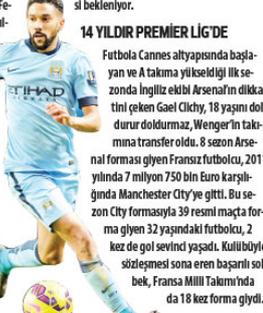 si bekleniyor.
14 YILDIR PREMİER LİG'DE
Futbola Cannes altyapısında başla-
yan ve A takıma yükseldiği ilk se-
zonda İngiliz ekibi Arsenal'ın dikka-
tini çeken Gael Clichy, 18 yaşını dol-
durur doldurmaz, Wenger'in takı-
mına transfer oldu. 8 sezon Arse-
nal forması giyen Fransız futbolcu, 201
yılında 7 milyon 750 bin Euro karşılı-
ğında Manchester City'ye gitti. Bu se-
zon City formasıyla 39 resmi maçta for-
ma giyen 32 yaşındaki futbolcu, 2
kez de gol sevinci yaşadı. Kulübüyle
sözleşmesi sona eren başarılı sol
bek, Fransa Milli Takımı'nda
da 18 kez forma giydi.
ETIHAD